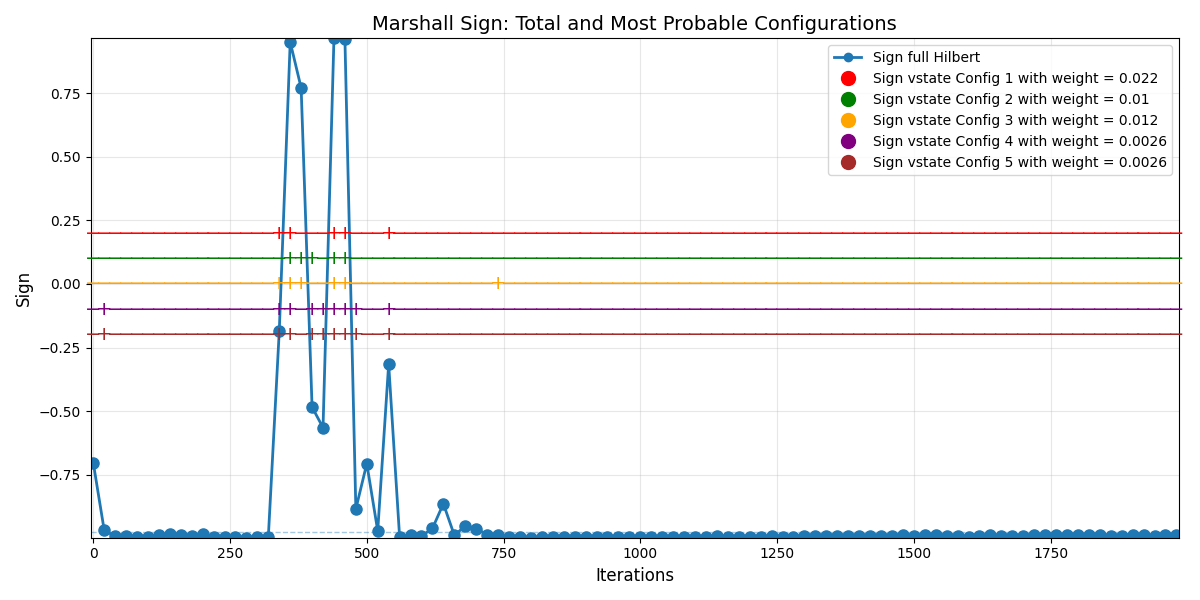 Marshall Sign: Total and Most Probable Configurations
Sign full Hilbert
Sign vstate Config 1 with weight = 0.022
Sign vstate Config 2 with weight = 0.01
Sign vstate Config 3 with weight = 0.012
Sign vstate Config 4 with weight = 0.0026
Sign vstate Config 5 with weight = 0.0026
Sign
0.75
0.50
0.25
0.00
−0.25
−0.50
−0.75
0 250 500 750 1000 1250 1500 1750
Iterations